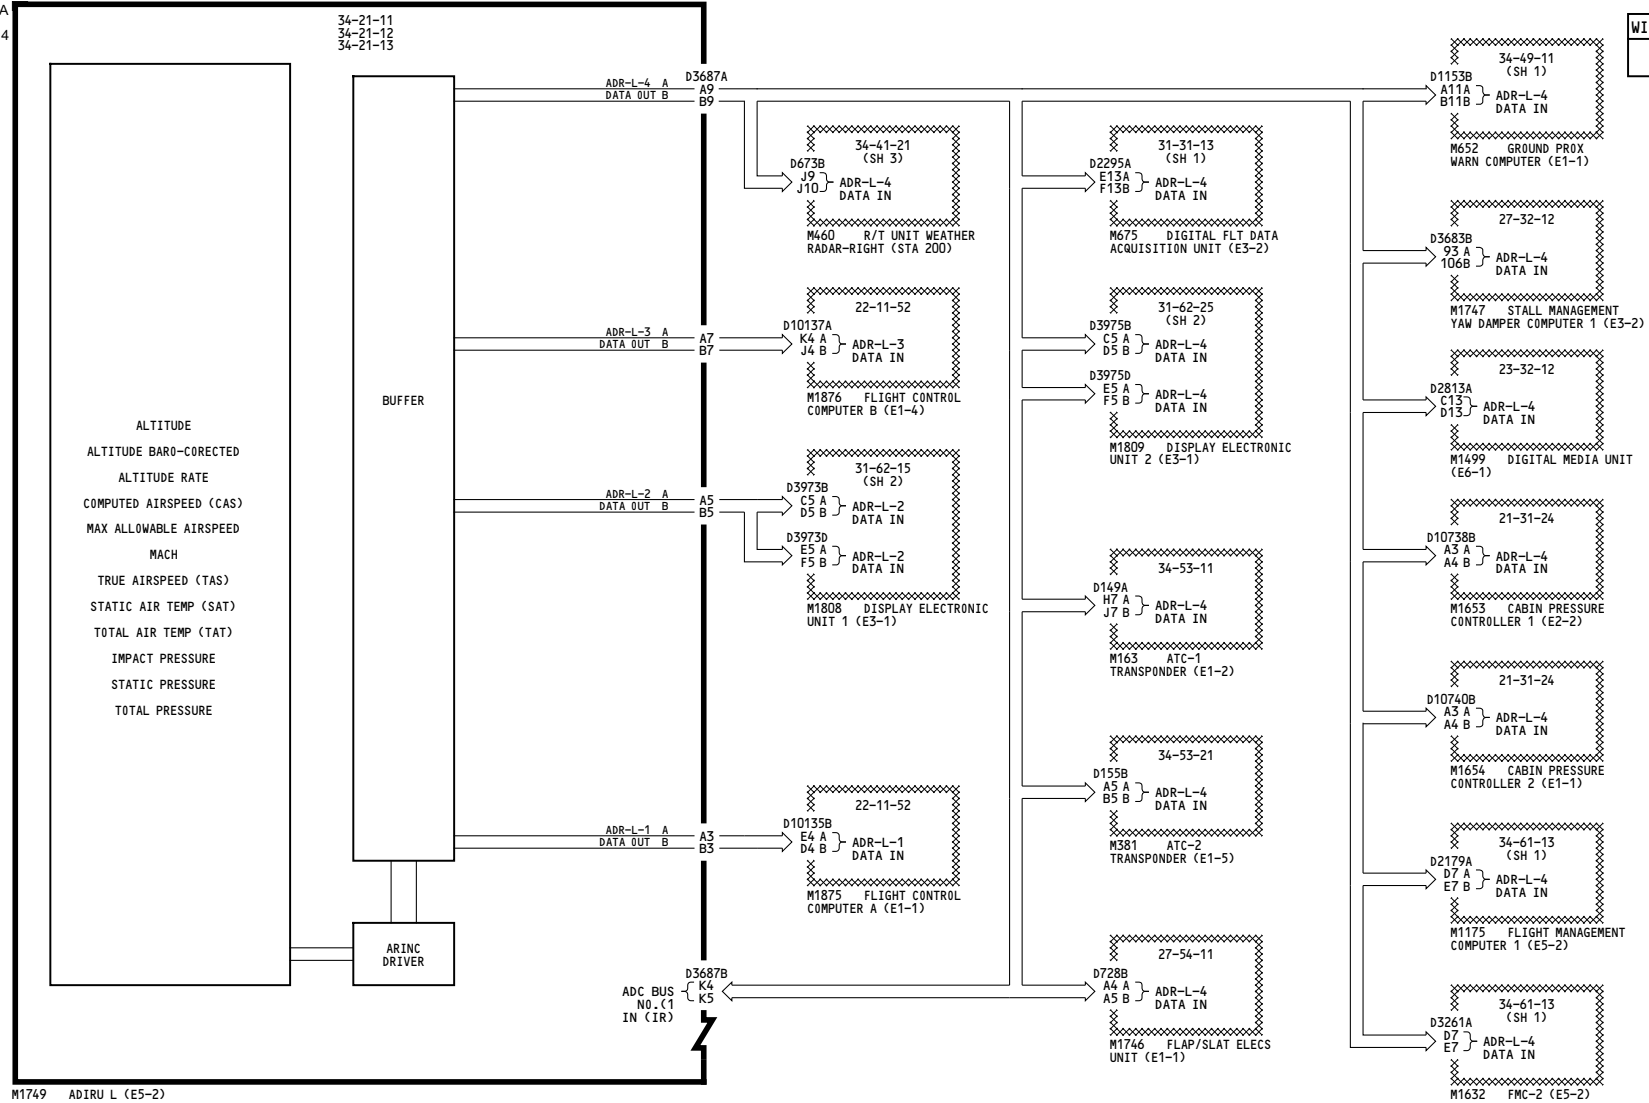 A
4
34-21-11
34-21-12
34-21-13
ALTITUDE
ALTITUDE BARO-CORECTED
ALTITUDE RATE
COMPUTED AIRSPEED (CAS)
MAX ALLOWABLE AIRSPEED
MACH
TRUE AIRSPEED (TAS)
STATIC AIR TEMP (SAT)
TOTAL AIR TEMP (TAT)
IMPACT PRESSURE
STATIC PRESSURE
TOTAL PRESSURE
BUFFER
ARINC
DRIVER
ADR-L-4 A
DATA OUT B
D3687A
A9
B9
ADR-L-3 A
DATA OUT B
A7
B7
ADR-L-2 A
DATA OUT B
A5
B5
ADR-L-1 A
DATA OUT B
A3
B3
D3687B
ADC BUS
NO.(1
IN (IR)
K4
K5
M1749 ADIRU L (E5-2)
34-41-21
(SH 3)
D673B
J9
J10
ADR-L-4
DATA IN
M460 R/T UNIT WEATHER
RADAR-RIGHT (STA 200)
22-11-52
D10137A
K4 A
J4 B
ADR-L-3
DATA IN
M1876 FLIGHT CONTROL
COMPUTER B (E1-4)
31-62-15
(SH 2)
D3973B
C5 A
D5 B
ADR-L-2
DATA IN
D3973D
E5 A
F5 B
ADR-L-2
DATA IN
M1808 DISPLAY ELECTRONIC
UNIT 1 (E3-1)
22-11-52
D10135B
E4 A
D4 B
ADR-L-1
DATA IN
M1875 FLIGHT CONTROL
COMPUTER A (E1-1)
31-31-13
(SH 1)
D2295A
E13A
F13B
ADR-L-4
DATA IN
M675 DIGITAL FLT DATA
ACQUISITION UNIT (E3-2)
31-62-25
(SH 2)
D3975B
C5 A
D5 B
ADR-L-4
DATA IN
D3975D
E5 A
F5 B
ADR-L-4
DATA IN
M1809 DISPLAY ELECTRONIC
UNIT 2 (E3-1)
34-53-11
D149A
H7 A
J7 B
ADR-L-4
DATA IN
M163 ATC-1
TRANSPONDER (E1-2)
34-53-21
D155B
A5 A
B5 B
ADR-L-4
DATA IN
M381 ATC-2
TRANSPONDER (E1-5)
27-54-11
D728B
A4 A
A5 B
ADR-L-4
DATA IN
M1746 FLAP/SLAT ELECS
UNIT (E1-1)
WI
34-49-11
(SH 1)
D1153B
A11A
B11B
ADR-L-4
DATA IN
M652 GROUND PROX
WARN COMPUTER (E1-1)
27-32-12
D3683B
93 A
106B
ADR-L-4
DATA IN
M1747 STALL MANAGEMENT
YAW DAMPER COMPUTER 1 (E3-2)
23-32-12
D2813A
C13
D13
ADR-L-4
DATA IN
M1499 DIGITAL MEDIA UNIT
(E6-1)
21-31-24
D10738B
A3 A
A4 B
ADR-L-4
DATA IN
M1653 CABIN PRESSURE
CONTROLLER 1 (E2-2)
21-31-24
D10740B
A3 A
A4 B
ADR-L-4
DATA IN
M1654 CABIN PRESSURE
CONTROLLER 2 (E1-1)
34-61-13
(SH 1)
D2179A
D7 A
E7 B
ADR-L-4
DATA IN
M1175 FLIGHT MANAGEMENT
COMPUTER 1 (E5-2)
34-61-13
(SH 1)
D3261A
D7
E7
ADR-L-4
DATA IN
M1632 FMC-2 (E5-2)